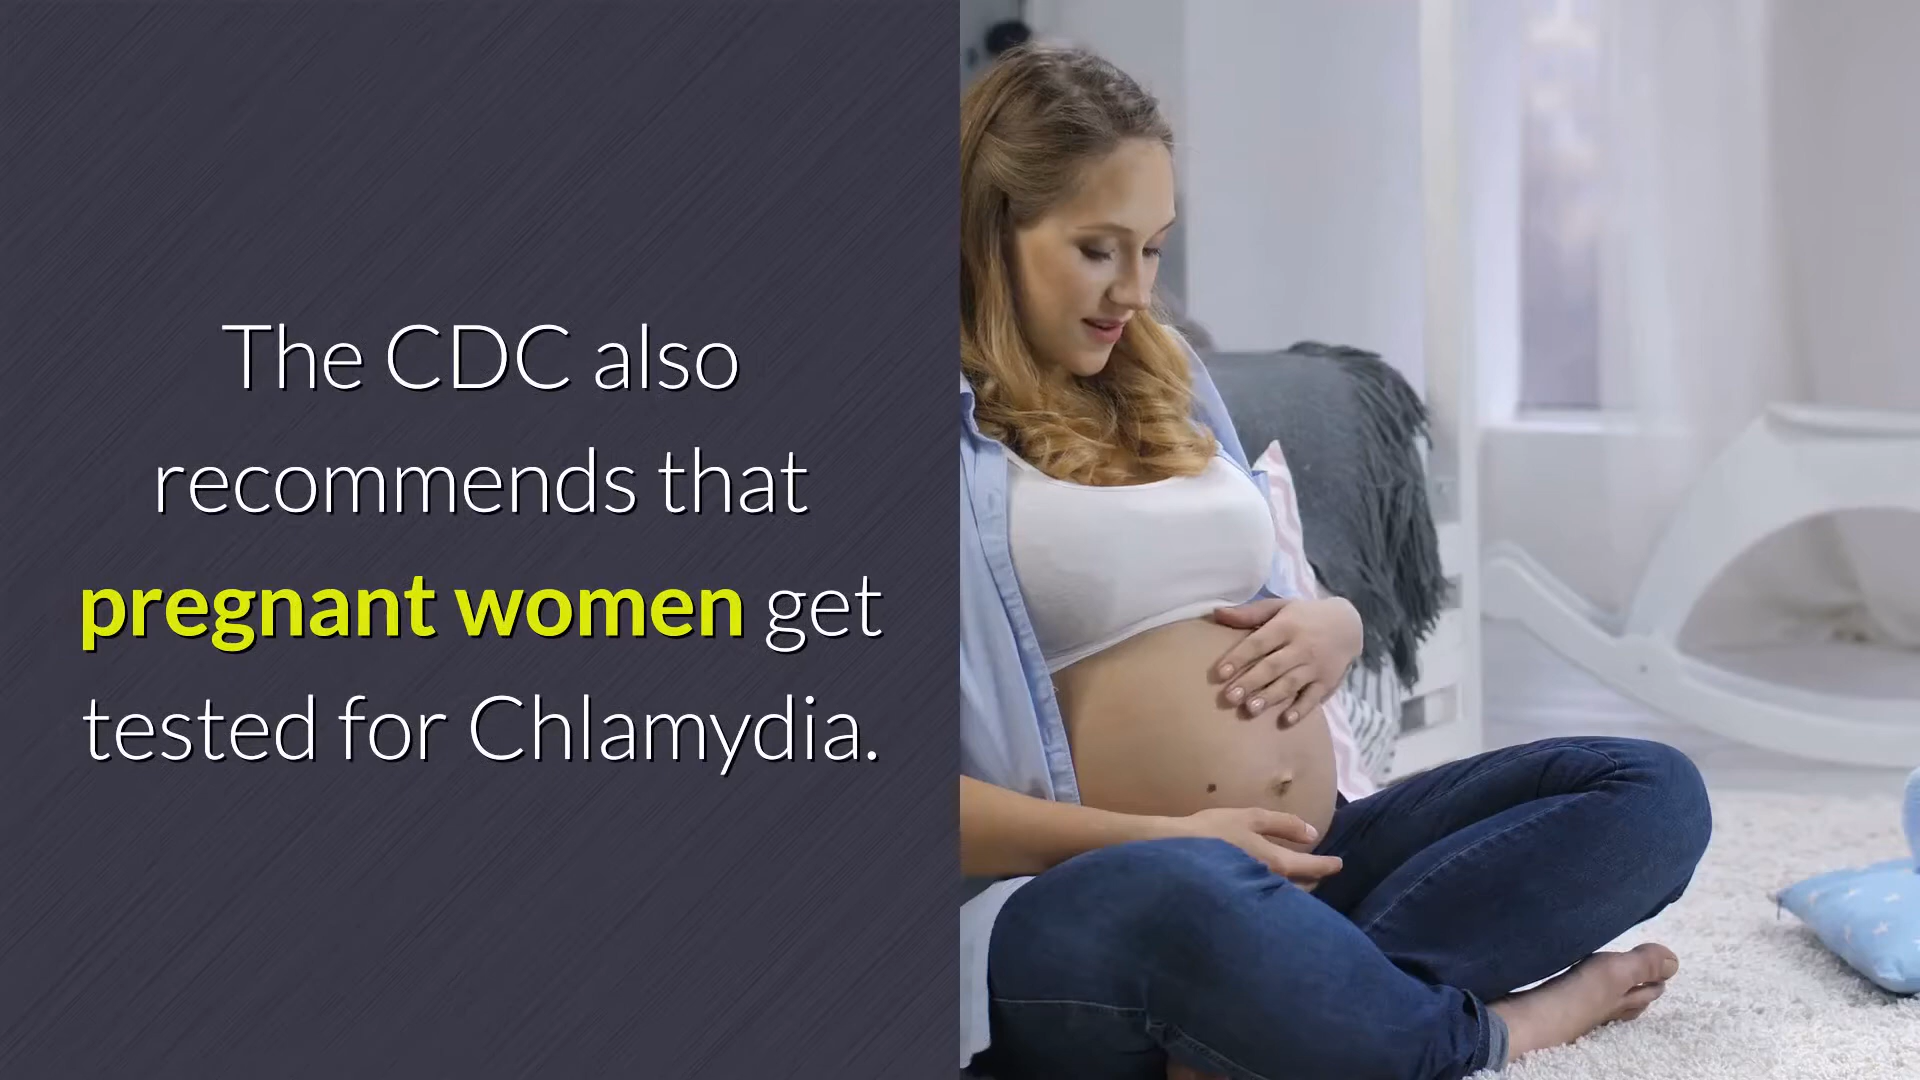 The CDC also
recommends that
pregnant women get
tested for Chlamydia.